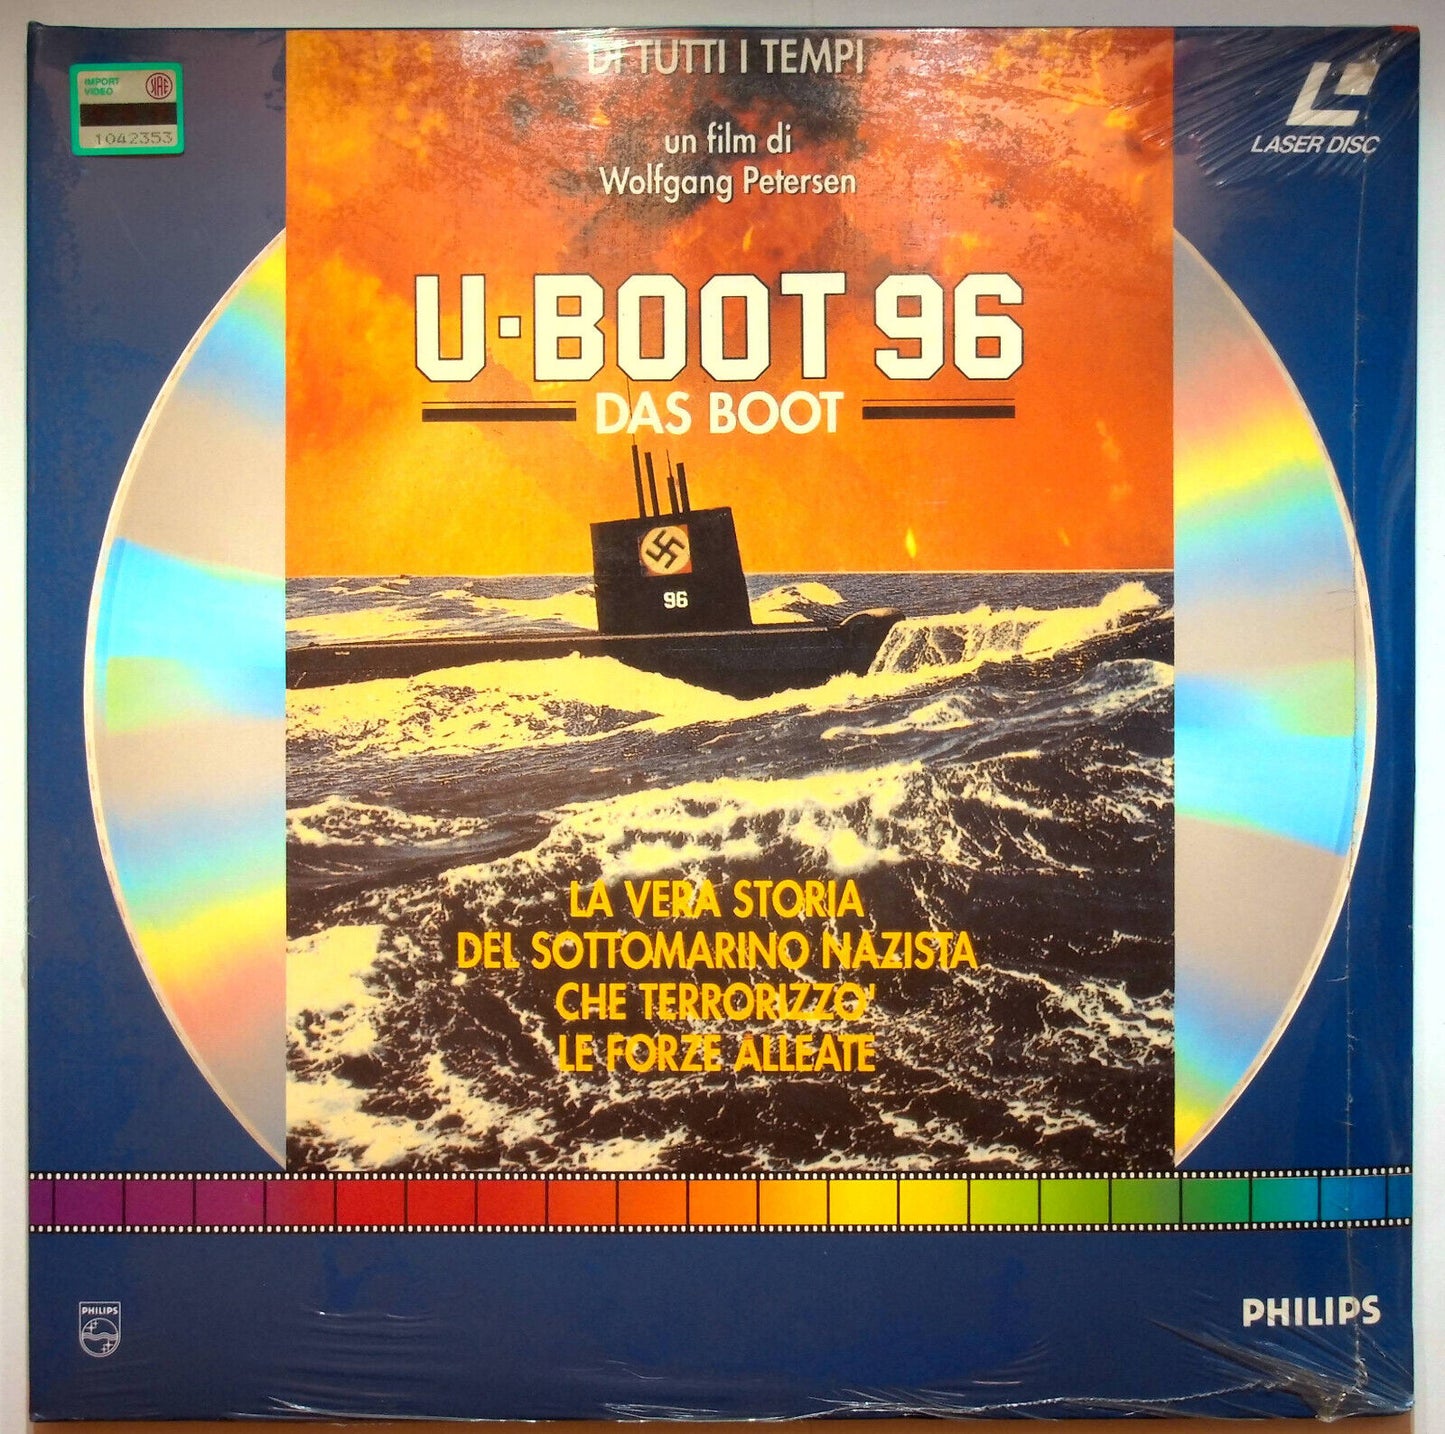 IMPORT
VIDEO
1042353
DI TUTTI I TEMPI
un film di
Wolfgang Petersen
LASER DISC
U-BOOT 96
DAS BOOT
96
LA VERA STORIA
DEL SOTTOMARINO NAZISTA
CHE TERRORIZZO'
LE FORZE ALLEATE
PHILIPS
PHILIPS